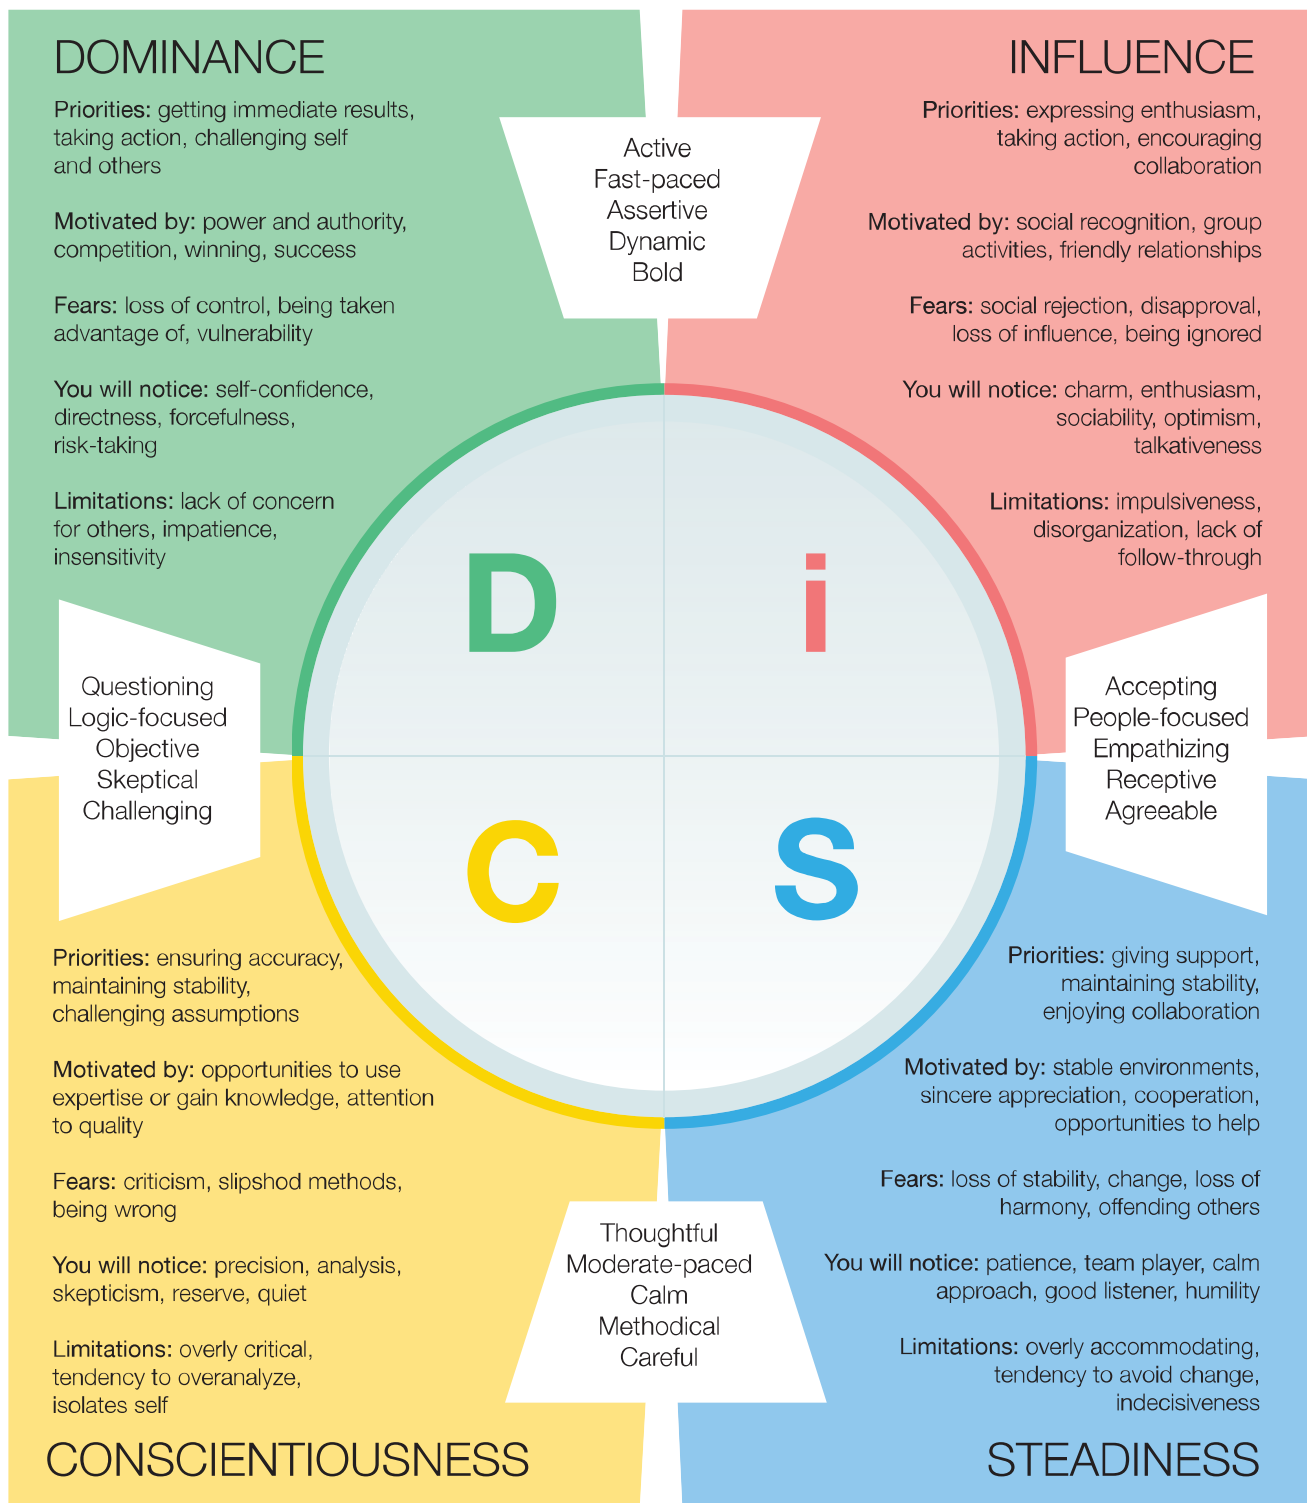 DOMINANCE
Priorities: getting immediate results,
taking action, challenging self
and others
Motivated by: power and authority,
competition, winning, success
Fears: loss of control, being taken
advantage of, vulnerability
You will notice: self-confidence,
directness, forcefulness,
risk-taking
Limitations: lack of concern
for others, impatience,
insensitivity
Active
Fast-paced
Assertive
Dynamic
Bold
INFLUENCE
Priorities: expressing enthusiasm,
taking action, encouraging
collaboration
Motivated by: social recognition, group
activities, friendly relationships
Fears: social rejection, disapproval,
loss of influence, being ignored
You will notice: charm, enthusiasm,
sociability, optimism,
talkativeness
Limitations: impulsiveness,
disorganization, lack of
follow-through
D
i
Questioning
Logic-focused
Objective
Skeptical
Challenging
Accepting
People-focused
Empathizing
Receptive
Agreeable
C
S
Priorities: ensuring accuracy,
maintaining stability,
challenging assumptions
Motivated by: opportunities to use
expertise or gain knowledge, attention
to quality
Fears: criticism, slipshod methods,
being wrong
You will notice: precision, analysis,
skepticism, reserve, quiet
Limitations: overly critical,
tendency to overanalyze,
isolates self
CONSCIENTIOUSNESS
Thoughtful
Moderate-paced
Calm
Methodical
Careful
Priorities: giving support,
maintaining stability,
enjoying collaboration
Motivated by: stable environments,
sincere appreciation, cooperation,
opportunities to help
Fears: loss of stability, change, loss of
harmony, offending others
You will notice: patience, team player, calm
approach, good listener, humility
Limitations: overly accommodating,
tendency to avoid change,
indecisiveness
STEADINESS